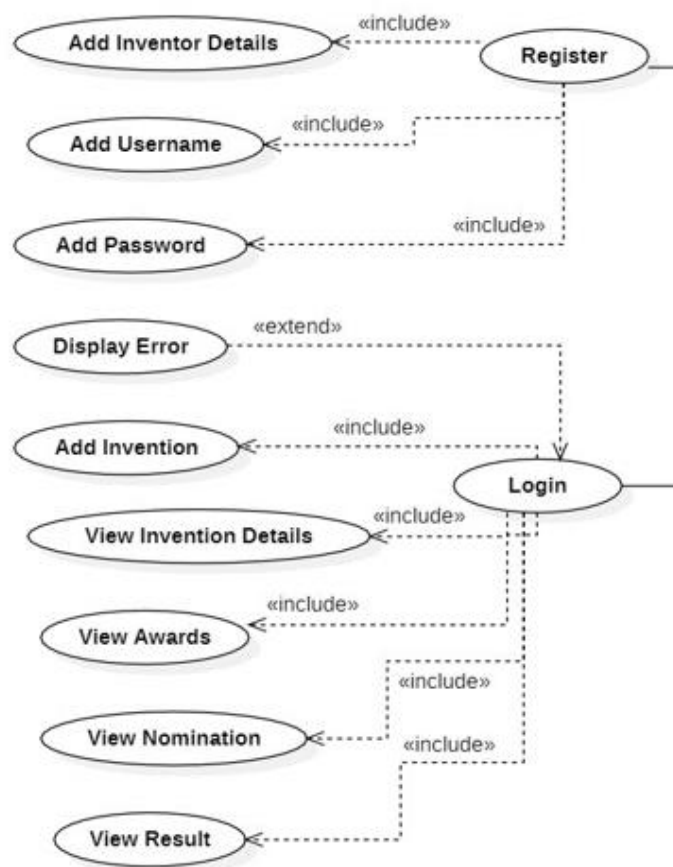 «include»
Add Inventor Details
Register
«include»
Add Username
«include»
Add Password
«extend»
Display Error
«include»
Add Invention
Login
«include»
View Invention Details
«include»
View Awards
«include»
View Nomination
«include»
View Result